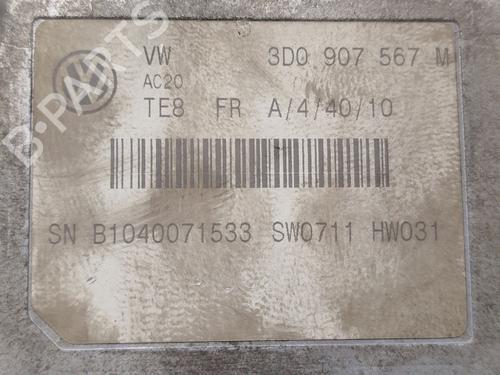 VW 3D0 907 567 M
AC20
TE8 FR A/4/40/10
SN B1040071533 SW0711 HW031
B-PARTS